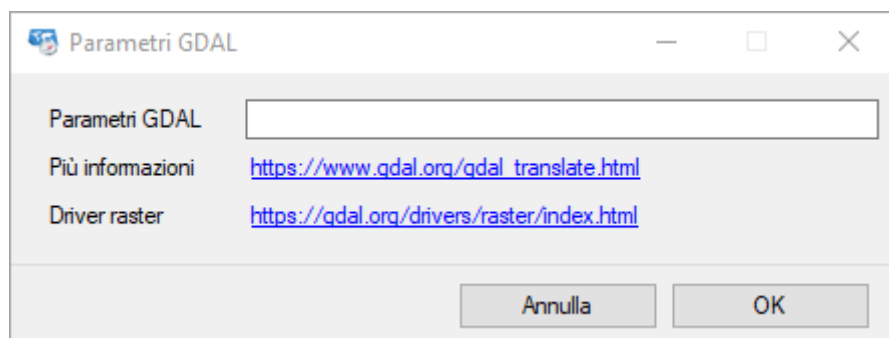 Parametri GDAL
Parametri GDAL
Più informazioni https://www.gdal.org/gdal_translate.html
Driver raster https://gdal.org/drivers/raster/index.html
Annulla OK